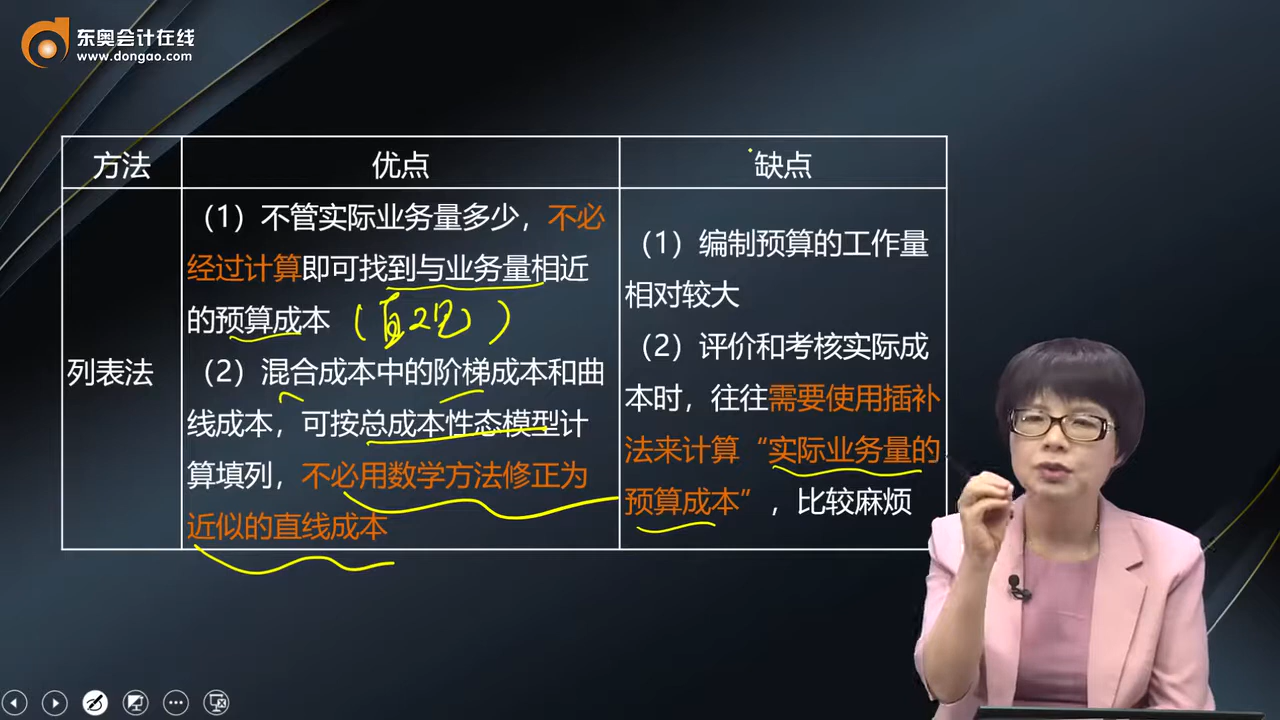 东奥会计在线
www.dongao.com
方法
优点
缺点
列表法
（1）不管实际业务量多少，不必
经过计算即可找到与业务量相近
的预算成本（直观）
（2）混合成本中的阶梯成本和曲
线成本，可按总成本性态模型计
算填列，不必用数学方法修正为
近似的直线成本
（1）编制预算的工作量
相对较大
（2）评价和考核实际成
本时，往往需要使用插补
法来计算“实际业务量的
预算成本”，比较麻烦